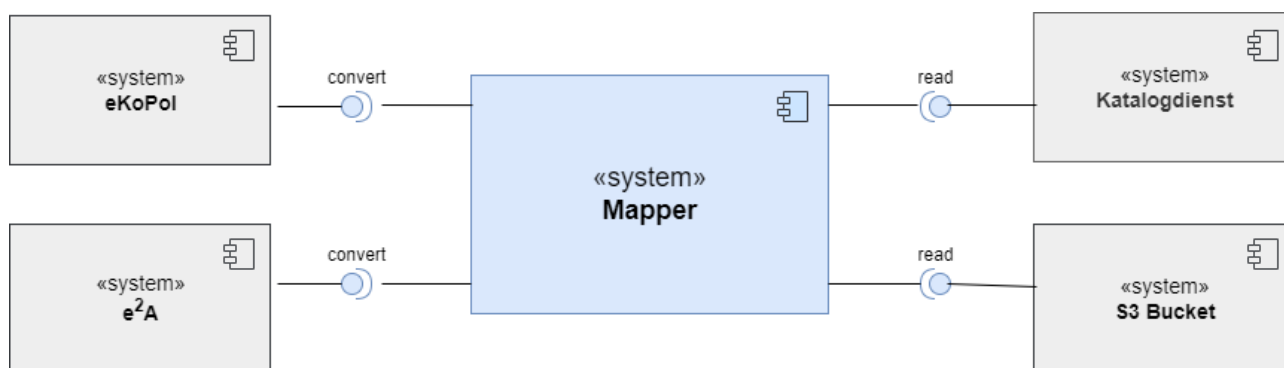 «system»
eKoPol
convert
«system»
e²A
convert
«system»
Mapper
read
«system»
Katalogdienst
read
«system»
S3 Bucket